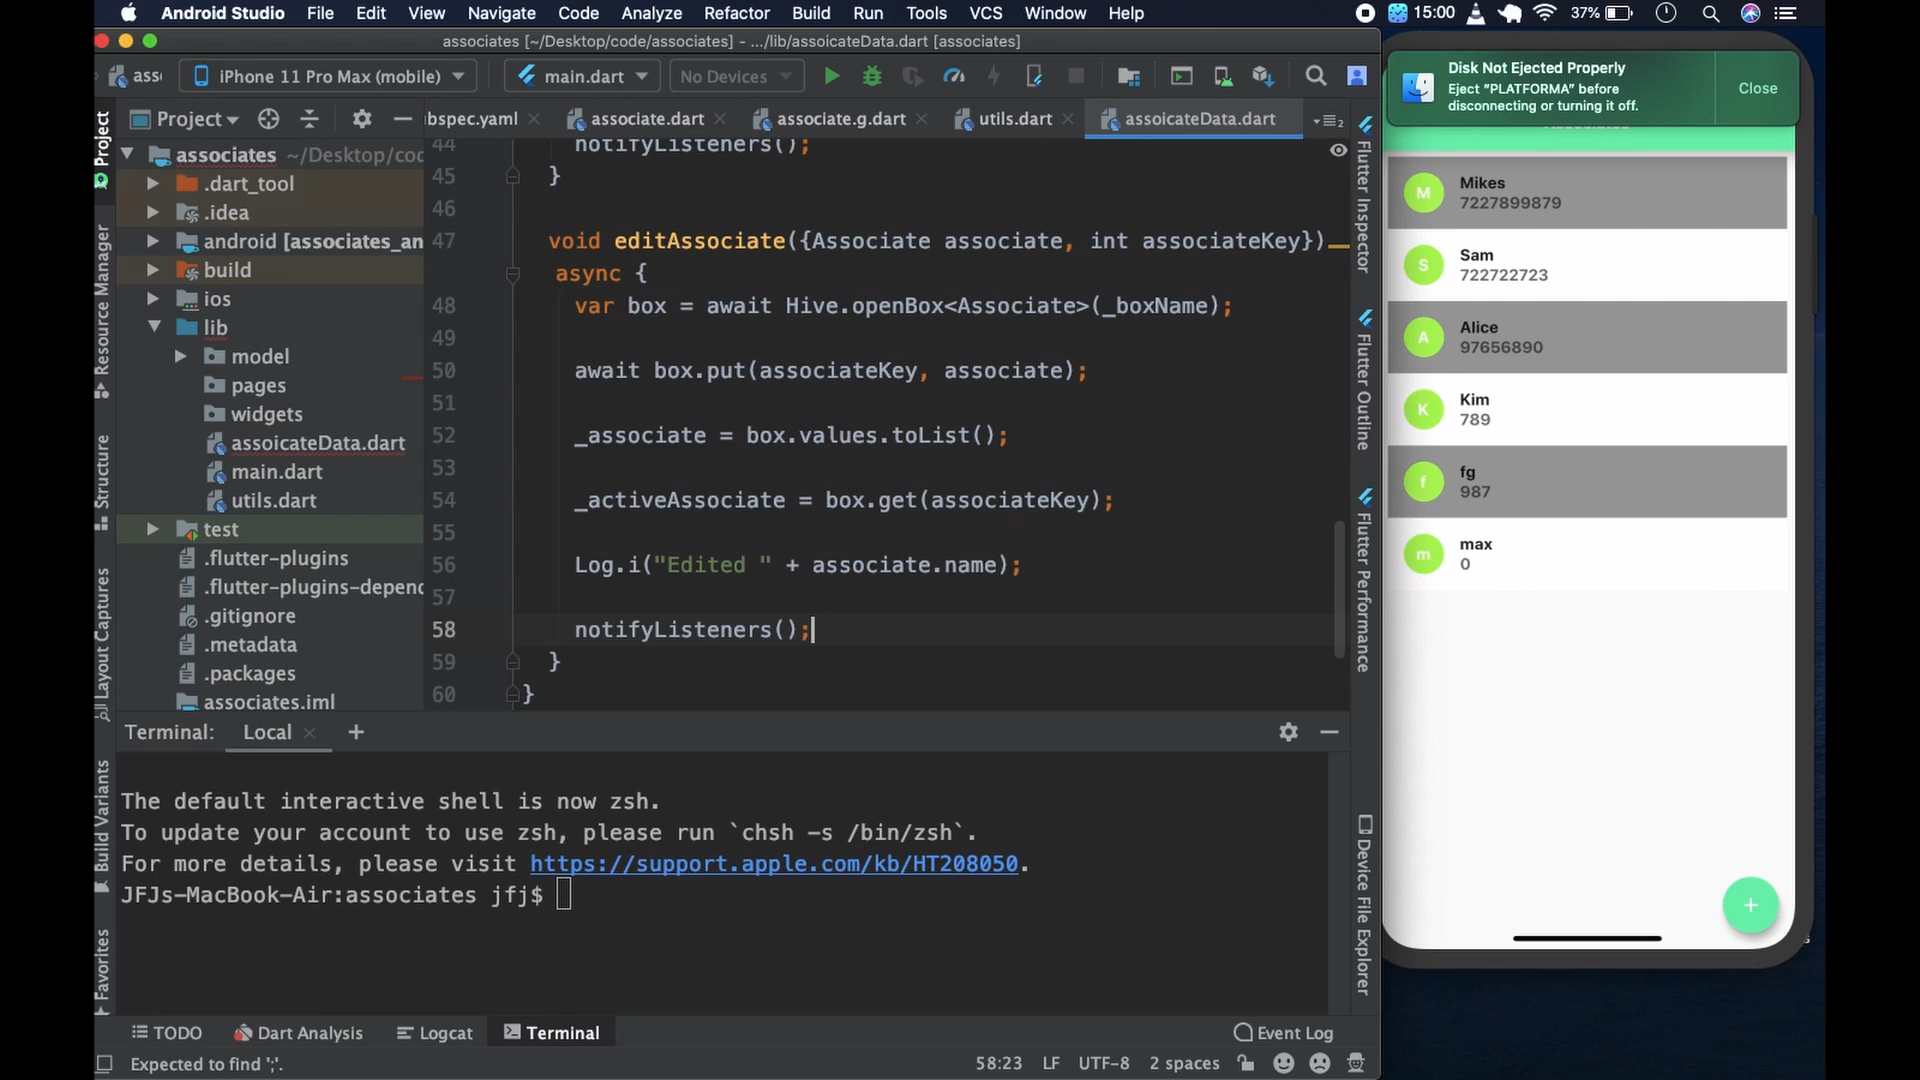 Android Studio File Edit View Navigate Code Analyze Refactor Build Run Tools VCS Window Help 15:00 37%
associates [~/Desktop/code/associates] - .../lib/assoicateData.dart [associates]
ass iPhone 11 Pro Max (mobile) main.dart No Devices
Project bspec.yaml associate.dart associate.g.dart utils.dart assoicateData.dart 2
associates ~/Desktop/cod
.dart_tool
.idea
android [associates_an
build
ios
lib
model
pages
widgets
assoicateData.dart
main.dart
utils.dart
test
.flutter-plugins
.flutter-plugins-depend
.gitignore
.metadata
.packages
associates.iml
44 notifyListeners();
45 }
46
47 void editAssociate({Associate associate, int associateKey})
async {
48 var box = await Hive.openBox<Associate>(_boxName);
49
50 await box.put(associateKey, associate);
51
52 _associate = box.values.toList();
53
54 _activeAssociate = box.get(associateKey);
55
56 Log.i("Edited " + associate.name);
57
58 notifyListeners();
59 }
60 }
Project
Resource Manager
Structure
Layout Captures
Build Variants
Favorites
Flutter Inspector
Flutter Outline
Flutter Performance
Device File Explorer
Terminal: Local
The default interactive shell is now zsh.
To update your account to use zsh, please run `chsh -s /bin/zsh`.
For more details, please visit https://support.apple.com/kb/HT208050.
JFJs-MacBook-Air:associates jfj$
TODO Dart Analysis Logcat Terminal Event Log
Expected to find ';'. 58:23 LF UTF-8 2 spaces
Disk Not Ejected Properly
Eject “PLATFORMA” before
disconnecting or turning it off.
Close
M Mikes
7227899879
S Sam
722722723
A Alice
97656890
K Kim
789
f fg
987
m max
0